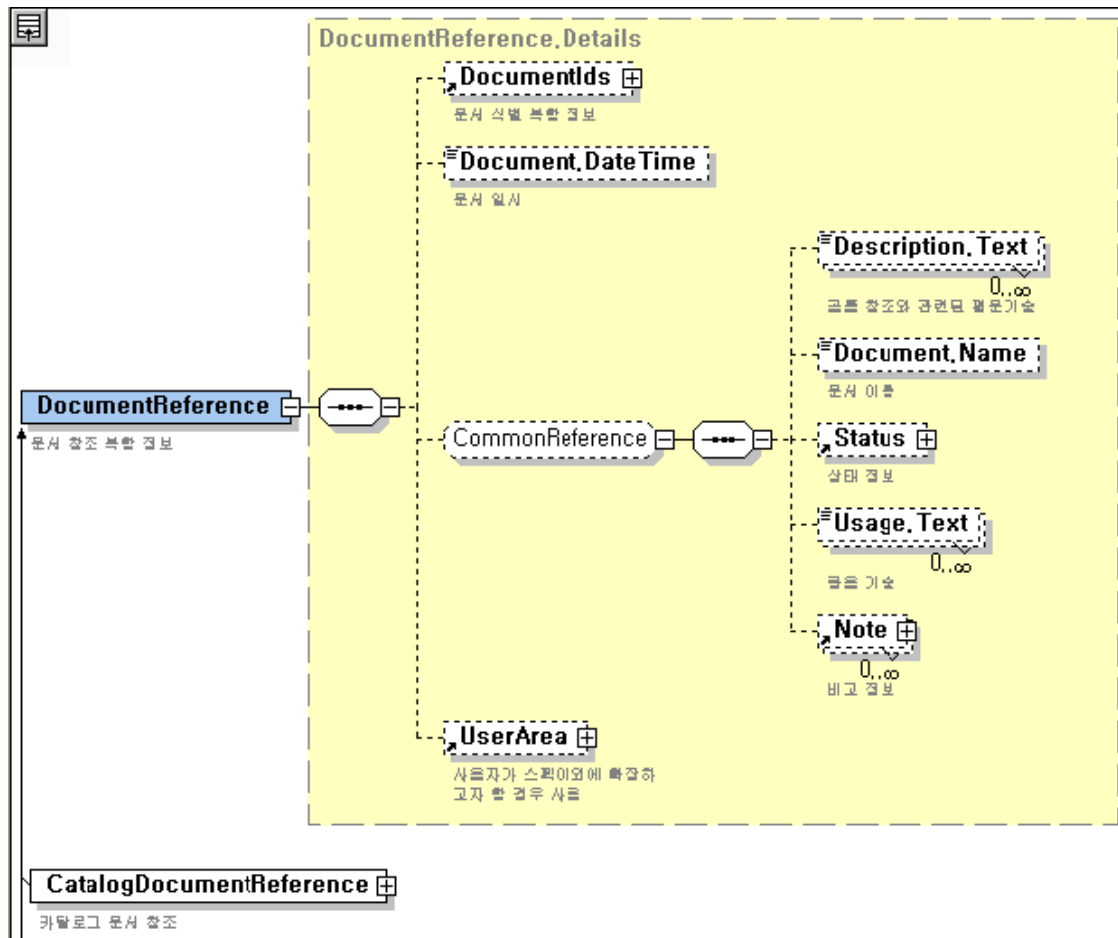 DocumentReference.Details
DocumentIds
문서 식별 복합 정보
Document.DateTime
문서 일시
Description.Text
0..∞
공통 참조와 관련된 평문기술
Document.Name
문서 이름
DocumentReference
문서 참조 복합 정보
CommonReference
Status
상태 정보
Usage.Text
0..∞
활용 기술
Note
0..∞
비고 정보
UserArea
사용자가 스펙이외에 확장하
고자 할 경우 사용
CatalogDocumentReference
카탈로그 문서 참조